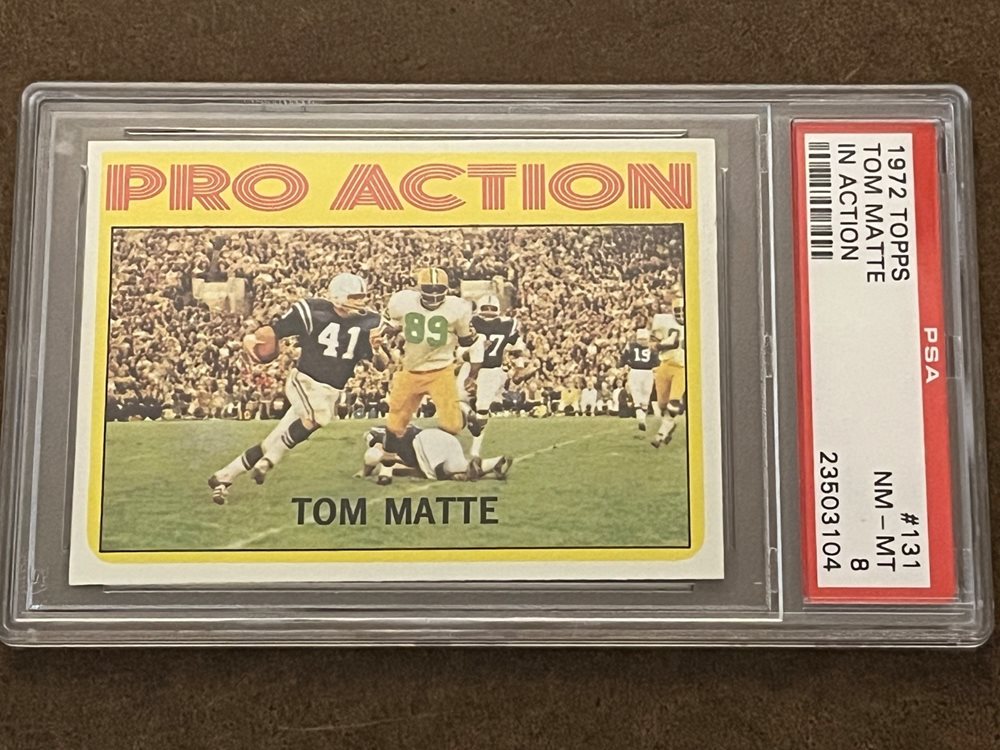 PRO ACTION
41
89
77
19
TOM MATTE
1972 TOPPS
TOM MATTE
IN ACTION
#131
NM - MT
8
23503104
PSA